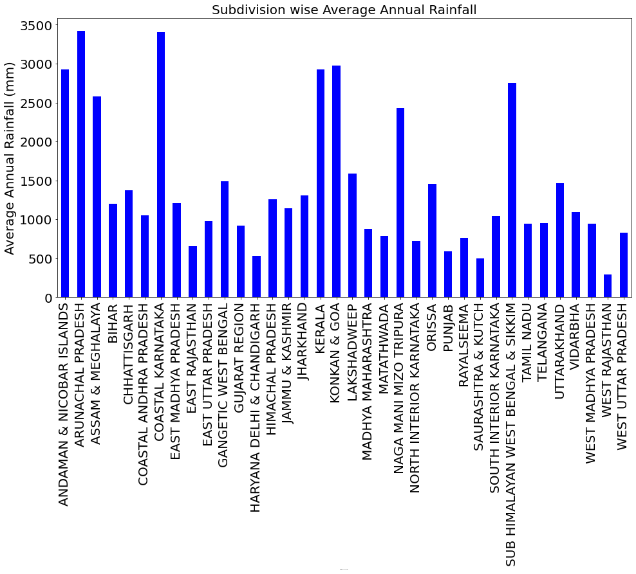 Subdivision wise Average Annual Rainfall
Average Annual Rainfall (mm)
3500
3000
2500
2000
1500
1000
500
0
ANDAMAN & NICOBAR ISLANDS
ARUNACHAL PRADESH
ASSAM & MEGHALAYA
BIHAR
CHHATTISGARH
COASTAL ANDHRA PRADESH
COASTAL KARNATAKA
EAST MADHYA PRADESH
EAST RAJASTHAN
EAST UTTAR PRADESH
GANGETIC WEST BENGAL
GUJARAT REGION
HARYANA DELHI & CHANDIGARH
HIMACHAL PRADESH
JAMMU & KASHMIR
JHARKHAND
KERALA
KONKAN & GOA
LAKSHADWEEP
MADHYA MAHARASHTRA
MATATHWADA
NAGA MANI MIZO TRIPURA
NORTH INTERIOR KARNATAKA
ORISSA
PUNJAB
RAYALSEEMA
SAURASHTRA & KUTCH
SOUTH INTERIOR KARNATAKA
SUB HIMALAYAN WEST BENGAL & SIKKIM
TAMIL NADU
TELANGANA
UTTARAKHAND
VIDARBHA
WEST MADHYA PRADESH
WEST RAJASTHAN
WEST UTTAR PRADESH